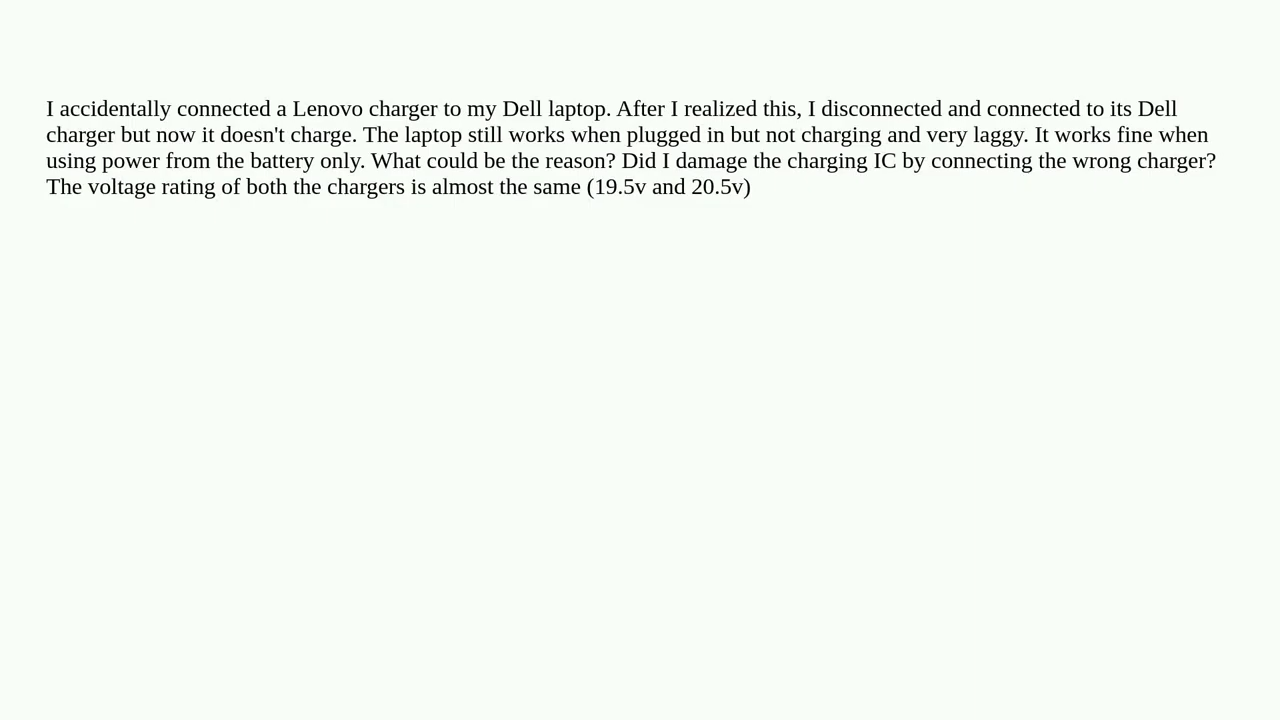 I accidentally connected a Lenovo charger to my Dell laptop. After I realized this, I disconnected and connected to its Dell
charger but now it doesn't charge. The laptop still works when plugged in but not charging and very laggy. It works fine when
using power from the battery only. What could be the reason? Did I damage the charging IC by connecting the wrong charger?
The voltage rating of both the chargers is almost the same (19.5v and 20.5v)